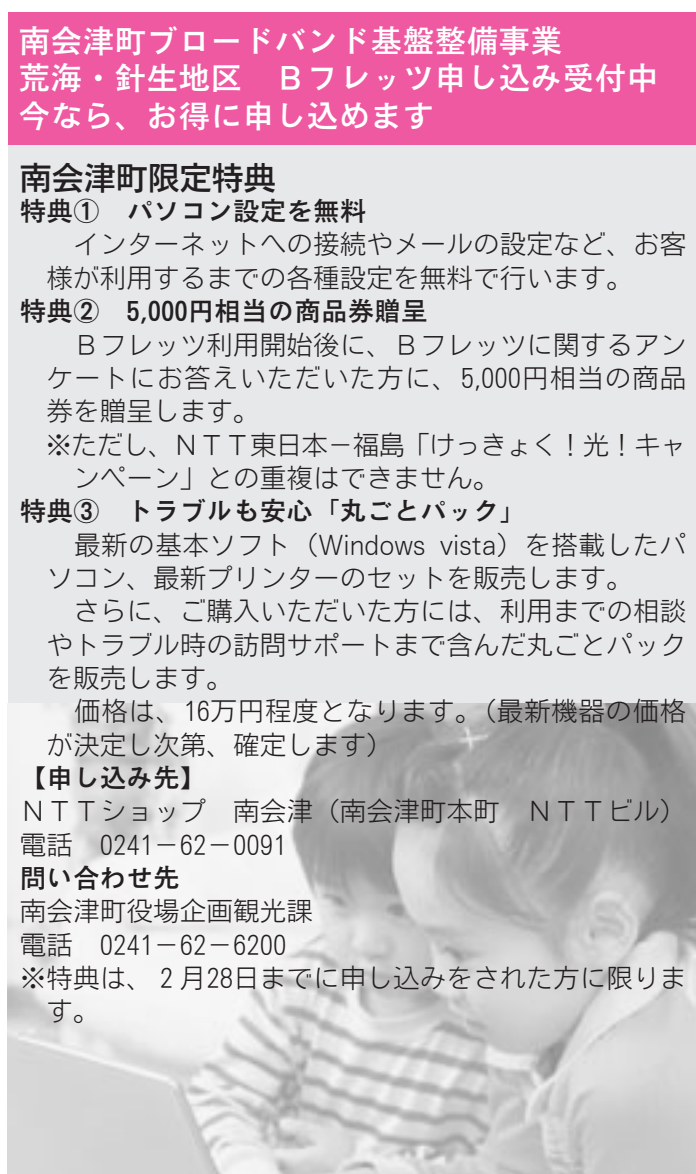 南会津町ブロードバンド基盤整備事業
荒海・針生地区　Ｂフレッツ申し込み受付中
今なら、お得に申し込めます
南会津町限定特典
特典①　パソコン設定を無料
　インターネットへの接続やメールの設定など、お客
様が利用するまでの各種設定を無料で行います。
特典②　5,000円相当の商品券贈呈
　Ｂフレッツ利用開始後に、Ｂフレッツに関するアン
ケートにお答えいただいた方に、5,000円相当の商品
券を贈呈します。
※ただし、ＮＴＴ東日本－福島「けっきょく！光！キャ
ンペーン」との重複はできません。
特典③　トラブルも安心「丸ごとパック」
　最新の基本ソフト（Windows vista）を搭載したパ
ソコン、最新プリンターのセットを販売します。
　さらに、ご購入いただいた方には、利用までの相談
やトラブル時の訪問サポートまで含んだ丸ごとパック
を販売します。
　価格は、16万円程度となります。（最新機器の価格
が決定し次第、確定します）
【申し込み先】
ＮＴＴショップ　南会津（南会津町本町　ＮＴＴビル）
電話　0241－62－0091
問い合わせ先
南会津町役場企画観光課
電話　0241－62－6200
※特典は、２月28日までに申し込みをされた方に限りま
す。